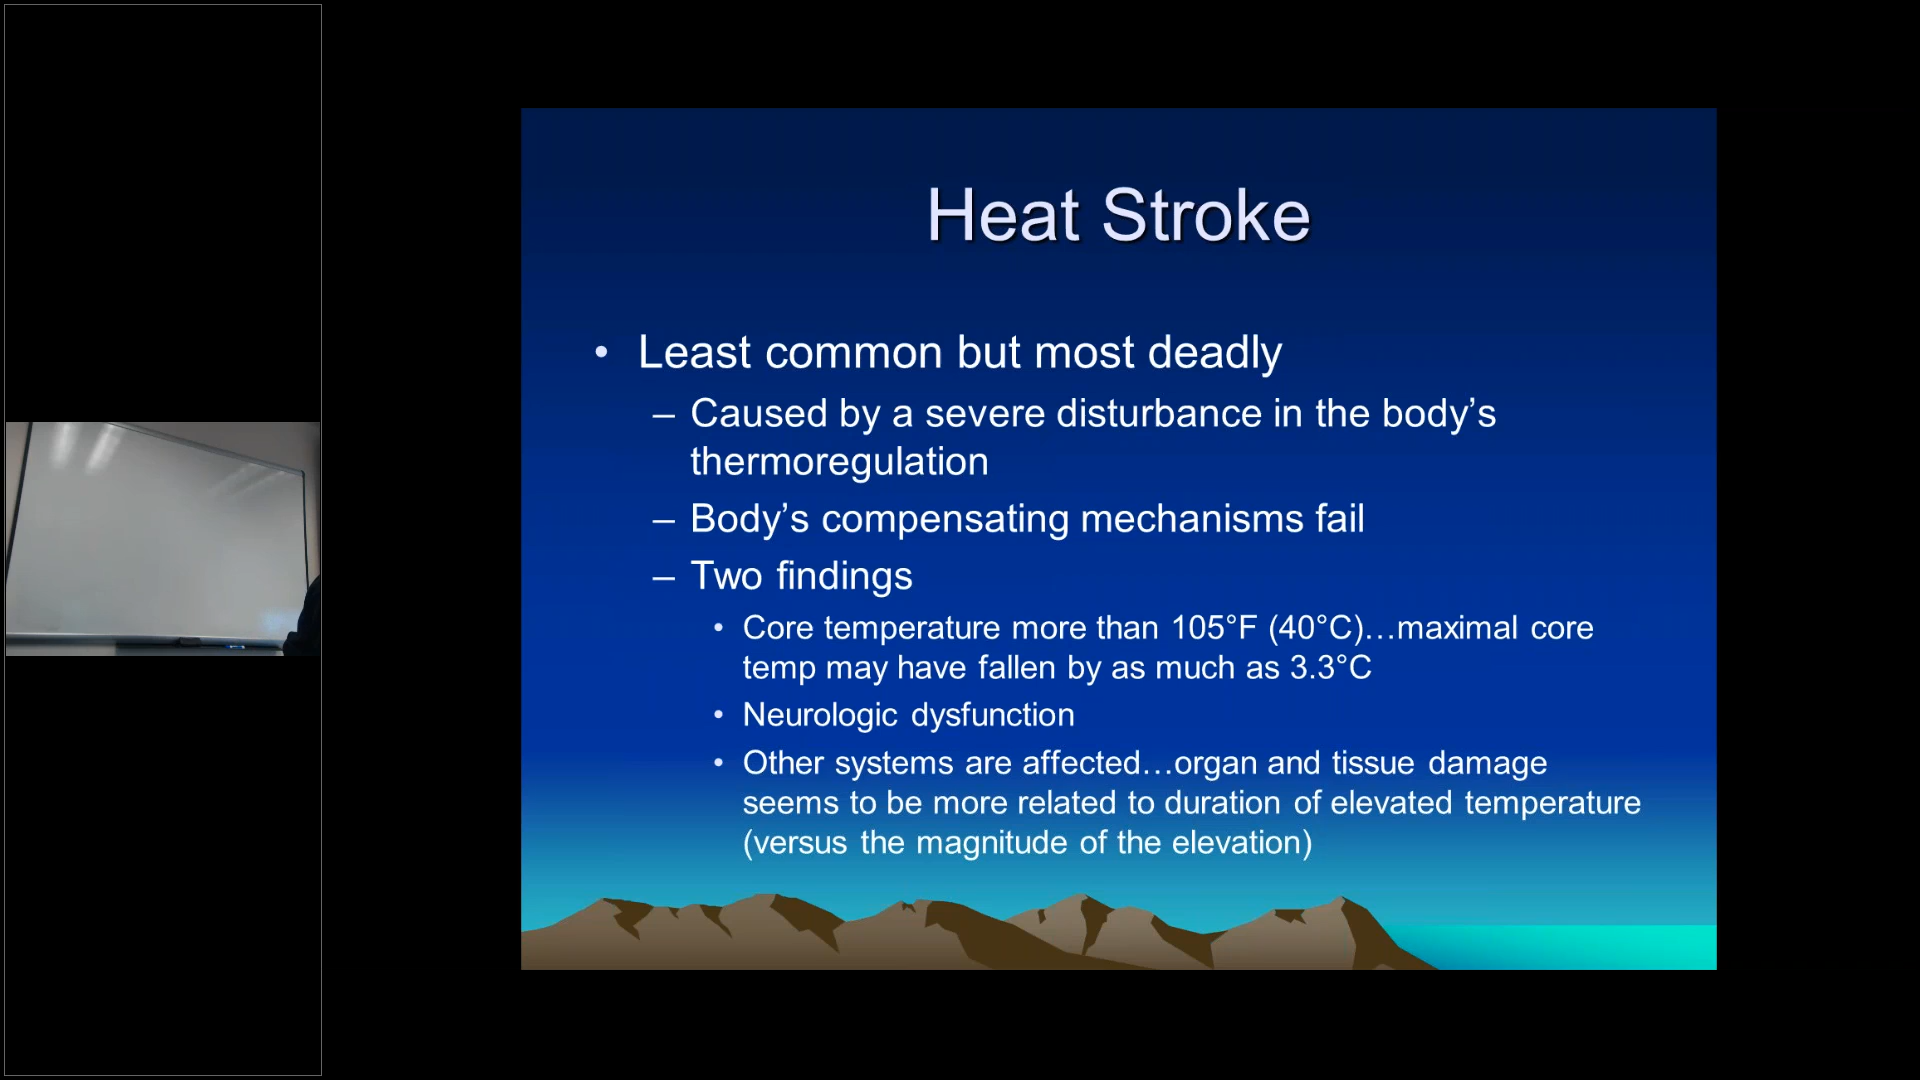 Heat Stroke
• Least common but most deadly
– Caused by a severe disturbance in the body’s
thermoregulation
– Body’s compensating mechanisms fail
– Two findings
• Core temperature more than 105°F (40°C)…maximal core
temp may have fallen by as much as 3.3°C
• Neurologic dysfunction
• Other systems are affected…organ and tissue damage
seems to be more related to duration of elevated temperature
(versus the magnitude of the elevation)